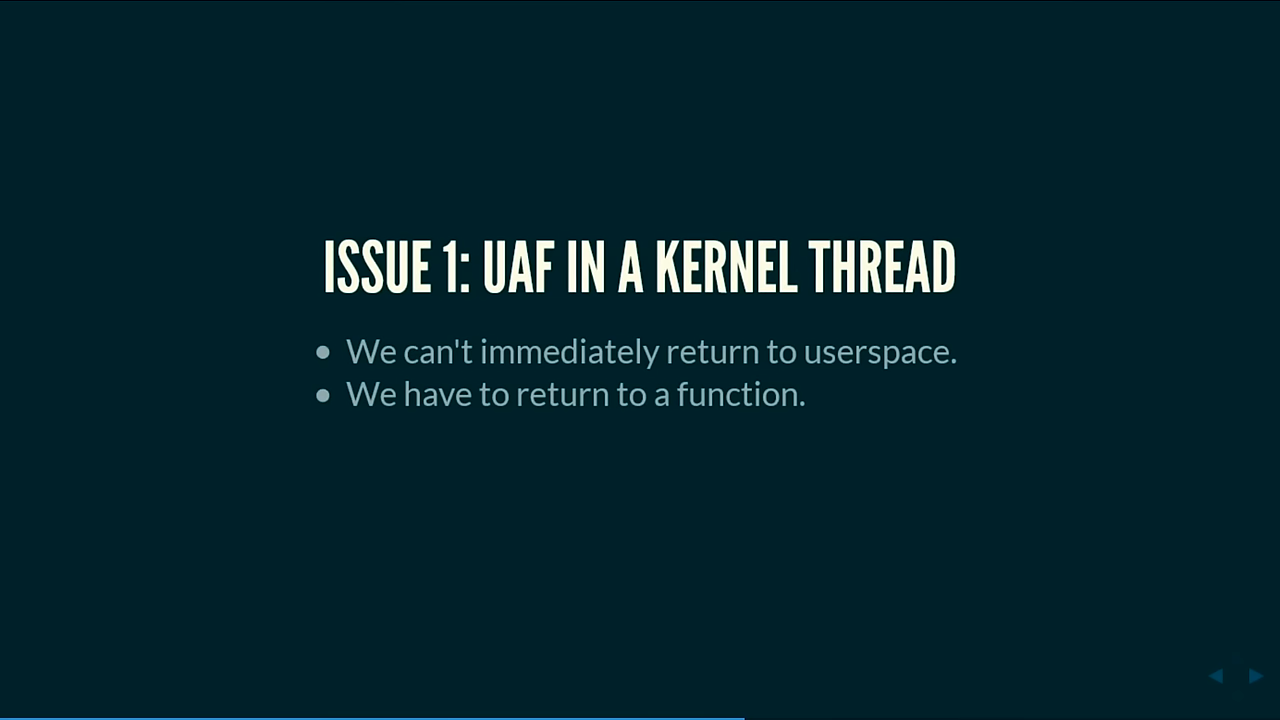 ISSUE 1: UAF IN A KERNEL THREAD
We can't immediately return to userspace.
We have to return to a function.